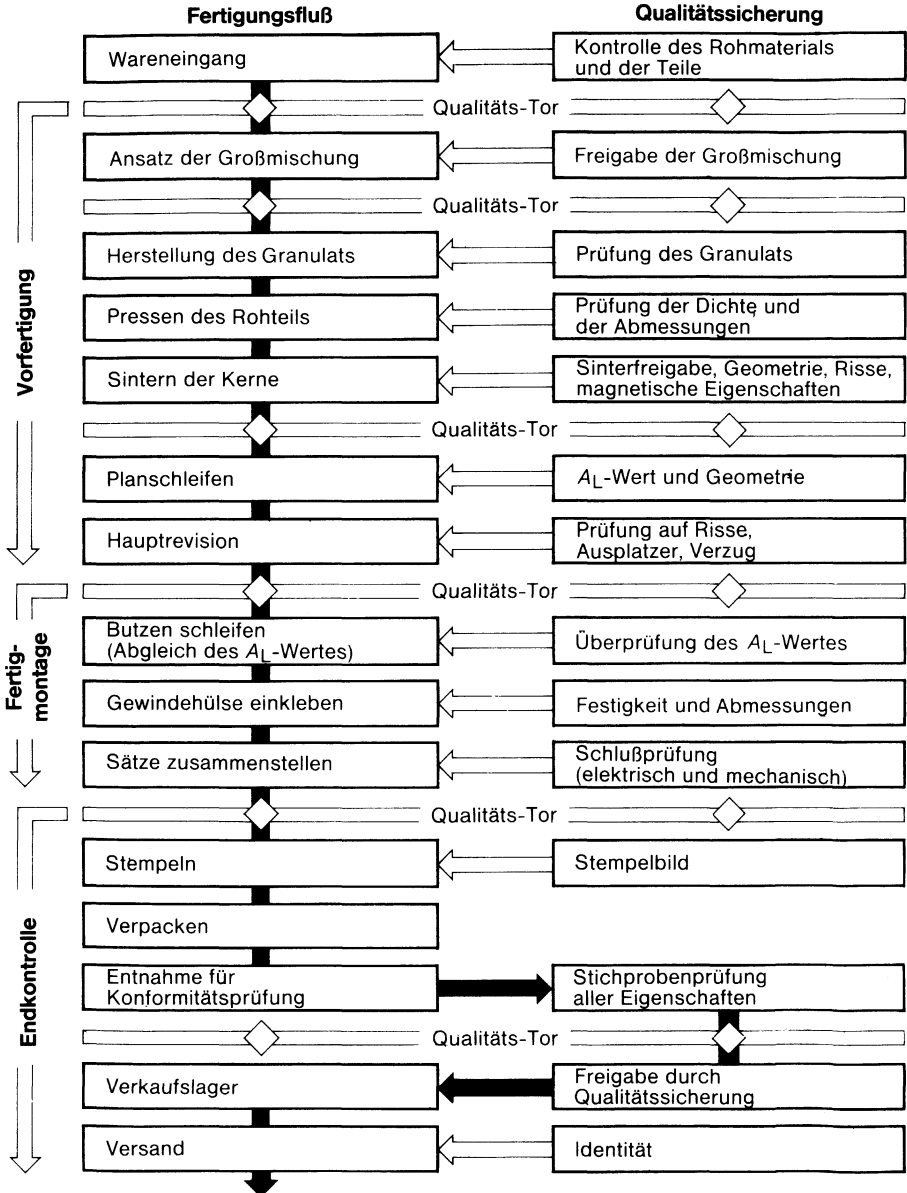 Fertigungsfluß
Qualitätssicherung
Wareneingang
Kontrolle des Rohmaterials
und der Teile
Qualitäts-Tor
Ansatz der Großmischung
Freigabe der Großmischung
Qualitäts-Tor
Vorfertigung
Herstellung des Granulats
Prüfung des Granulats
Pressen des Rohteils
Prüfung der Dichte und
der Abmessungen
Sintern der Kerne
Sinterfreigabe, Geometrie, Risse,
magnetische Eigenschaften
Qualitäts-Tor
Planschleifen
AL-Wert und Geometrie
Hauptrevision
Prüfung auf Risse,
Ausplatzer, Verzug
Qualitäts-Tor
Fertig-
montage
Butzen schleifen
(Abgleich des AL-Wertes)
Überprüfung des AL-Wertes
Gewindehülse einkleben
Festigkeit und Abmessungen
Sätze zusammenstellen
Schlußprüfung
(elektrisch und mechanisch)
Qualitäts-Tor
Endkontrolle
Stempeln
Stempelbild
Verpacken
Entnahme für
Konformitätsprüfung
Stichprobenprüfung
aller Eigenschaften
Qualitäts-Tor
Verkaufslager
Freigabe durch
Qualitätssicherung
Versand
Identität